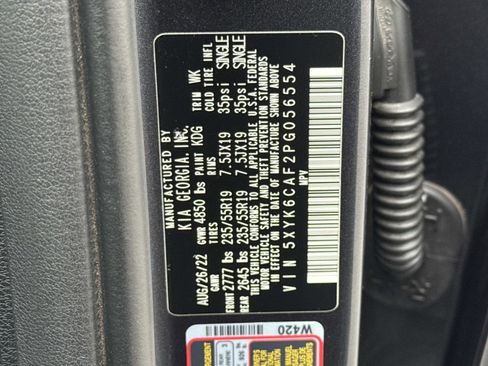 MANUFACTURED BY
KIA GEORGIA, INC.
AUG/26/22 GVWR 4850 lbs PAINT KDG TRIM WK
GAWR TIRES RIMS COLD TIRE INFL
FRONT 2777 lbs 235/55R19 7.5JX19 35psi SINGLE
REAR 2645 lbs 235/55R19 7.5JX19 35psi SINGLE
THIS VEHICLE CONFORMS TO ALL APPLICABLE U.S.A. FEDERAL
MOTOR VEHICLE SAFETY AND THEFT PREVENTION STANDARDS
IN EFFECT ON THE DATE OF MANUFACTURE SHOWN ABOVE
VIN 5XYK6CAF2PG056554
MPV
W420